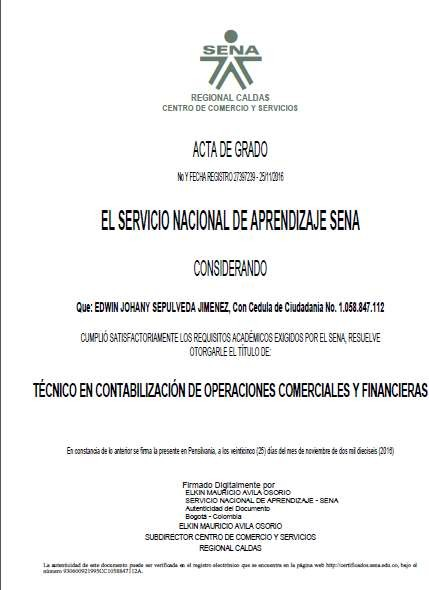 SENA
REGIONAL CALDAS
CENTRO DE COMERCIO Y SERVICIOS
ACTA DE GRADO
No Y FECHA REGISTRO 27397239 - 25/11/2016
EL SERVICIO NACIONAL DE APRENDIZAJE SENA
CONSIDERANDO
Que: EDWIN JOHANY SEPULVEDA JIMENEZ, Con Cedula de Ciudadania No. 1.058.847.112
CUMPLIÓ SATISFACTORIAMENTE LOS REQUISITOS ACADÉMICOS EXIGIDOS POR EL SENA, RESUELVE
OTORGARLE EL TÍTULO DE:
TÉCNICO EN CONTABILIZACIÓN DE OPERACIONES COMERCIALES Y FINANCIERAS
En constancia de lo anterior se firma la presente en Pensilvania, a los veinticinco (25) días del mes de noviembre de dos mil dieciseis (2016)
Firmado Digitalmente por
ELKIN MAURICIO AVILA OSORIO
SERVICIO NACIONAL DE APRENDIZAJE - SENA
Autenticidad del Documento
Bogotá - Colombia
ELKIN MAURICIO AVILA OSORIO
SUBDIRECTOR CENTRO DE COMERCIO Y SERVICIOS
REGIONAL CALDAS
La autenticidad de este documento puede ser verificada en el registro electrónico que se encuentra en la página web http://certificados.sena.edu.co, bajo el
número 930600921995CC1058847112A.